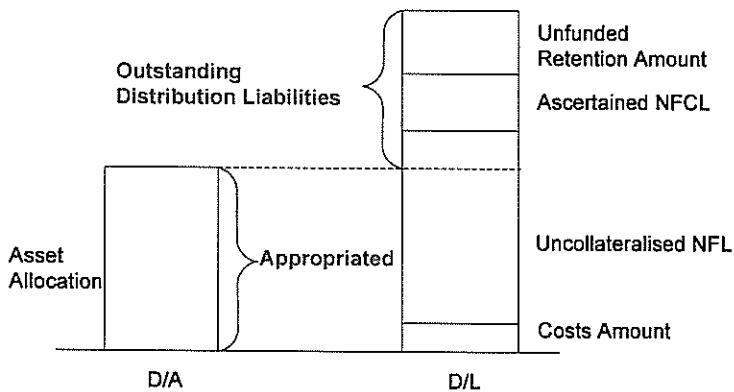 Unfunded
Retention Amount
Outstanding
Distribution Liabilities
Ascertained NFCL
Asset
Allocation
Appropriated
Uncollateralised NFL
Costs Amount
D/A
D/L